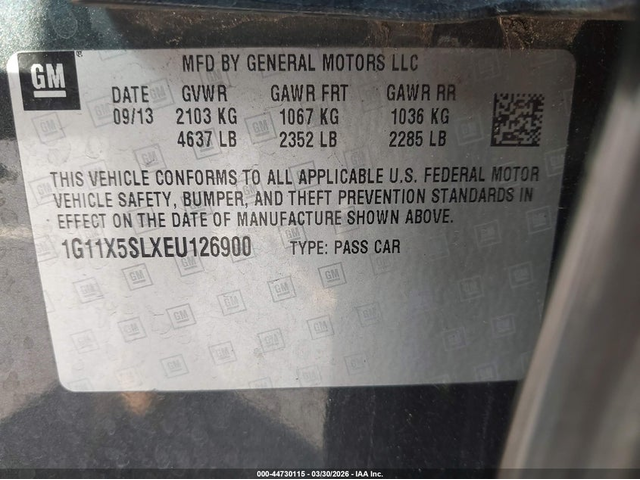 GM
MFD BY GENERAL MOTORS LLC
DATE GVWR GAWR FRT GAWR RR
09/13 2103 KG 1067 KG 1036 KG
4637 LB 2352 LB 2285 LB
THIS VEHICLE CONFORMS TO ALL APPLICABLE U.S. FEDERAL MOTOR
VEHICLE SAFETY, BUMPER, AND THEFT PREVENTION STANDARDS IN
EFFECT ON THE DATE OF MANUFACTURE SHOWN ABOVE.
1G11X5SLXEU126900 TYPE: PASS CAR
000-44730115 - 03/30/2026 - IAA Inc.